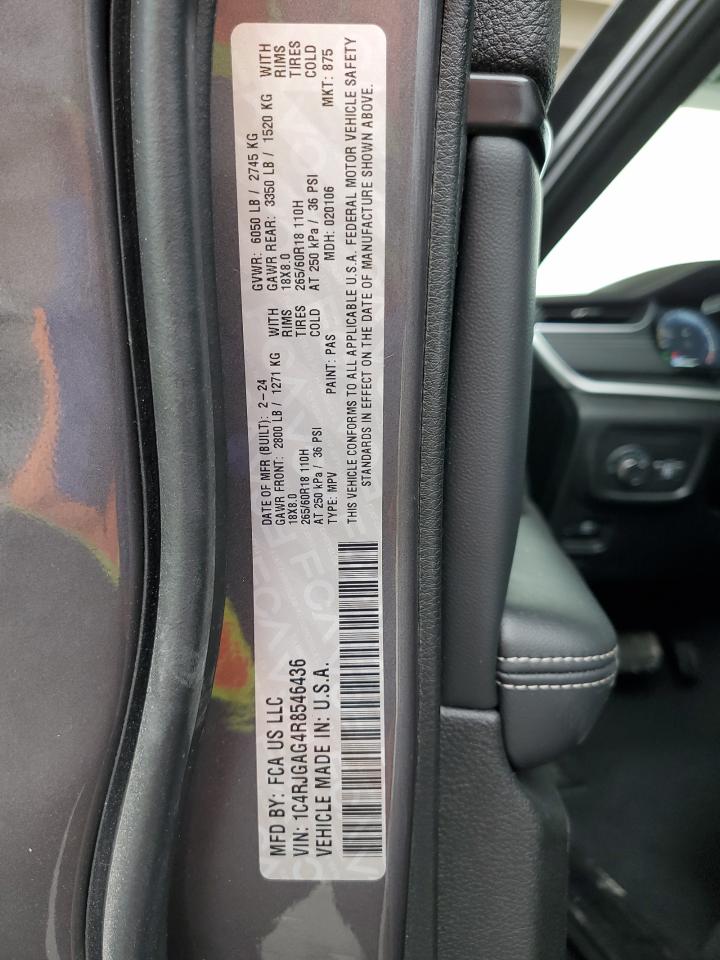 MFD BY: FCA US LLC
VIN: 1C4RJGAG4R8546436
VEHICLE MADE IN: U.S.A.
DATE OF MFR (BUILT): 2-24 GVWR: 6050 LB / 2745 KG
GAWR FRONT: 2800 LB / 1271 KG WITH GAWR REAR: 3350 LB / 1520 KG WITH
18X8.0 RIMS 18X8.0 RIMS
265/60R18 110H TIRES 265/60R18 110H TIRES
AT 250 kPa / 36 PSI COLD AT 250 kPa / 36 PSI COLD
TYPE: MPV PAINT: PAS MDH: 020106 MKT: 875
THIS VEHICLE CONFORMS TO ALL APPLICABLE U.S.A. FEDERAL MOTOR VEHICLE SAFETY
STANDARDS IN EFFECT ON THE DATE OF MANUFACTURE SHOWN ABOVE.